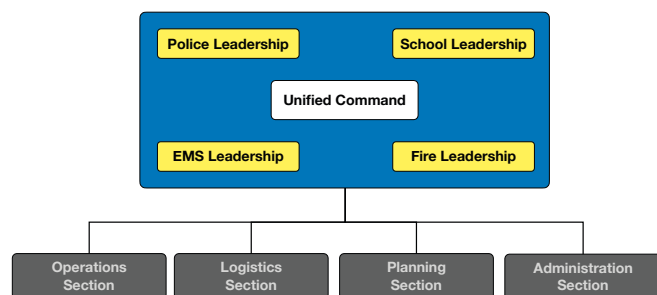 Police Leadership
School Leadership
Unified Command
EMS Leadership
Fire Leadership
Operations
Section
Logistics
Section
Planning
Section
Administration
Section